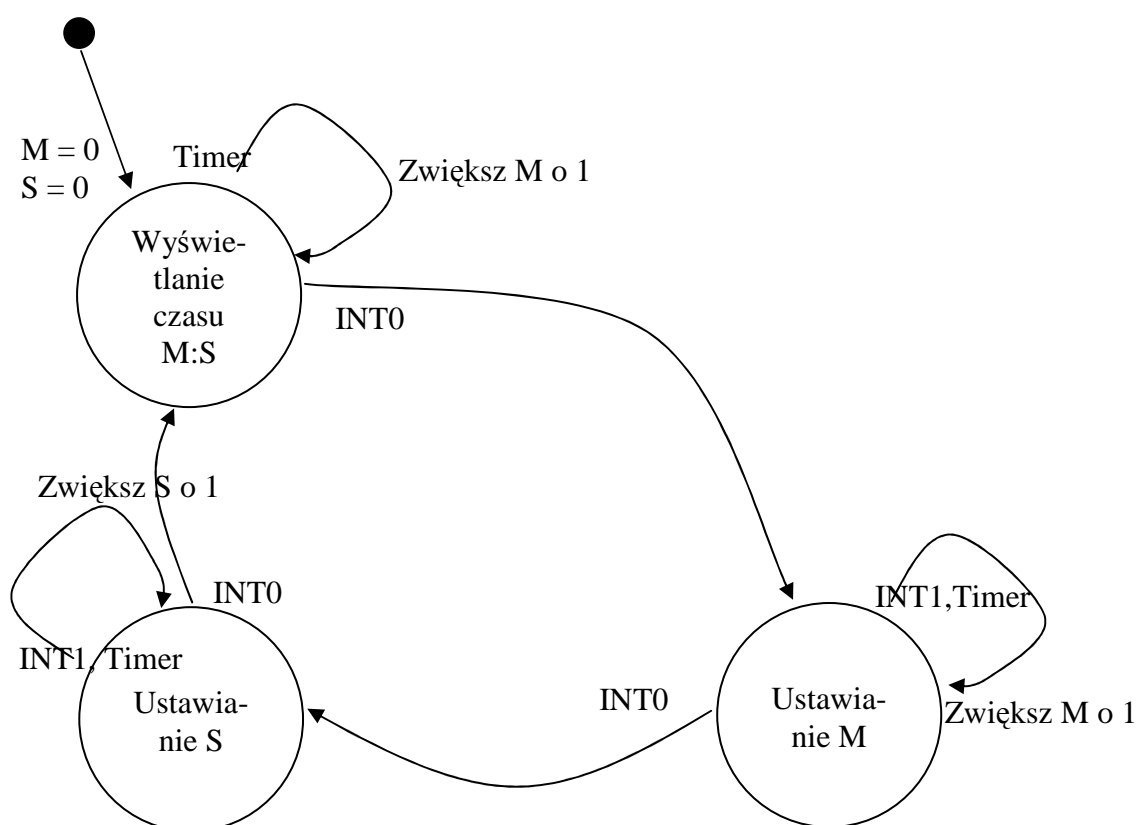 M = 0
S = 0
Timer
Zwiększ M o 1
Wyświe-
tlanie
czasu
M:S
INT0
Zwiększ S o 1
INT0
INT1, Timer
Ustawia-
nie S
INT0
INT1,Timer
Ustawia-
nie M
Zwiększ M o 1